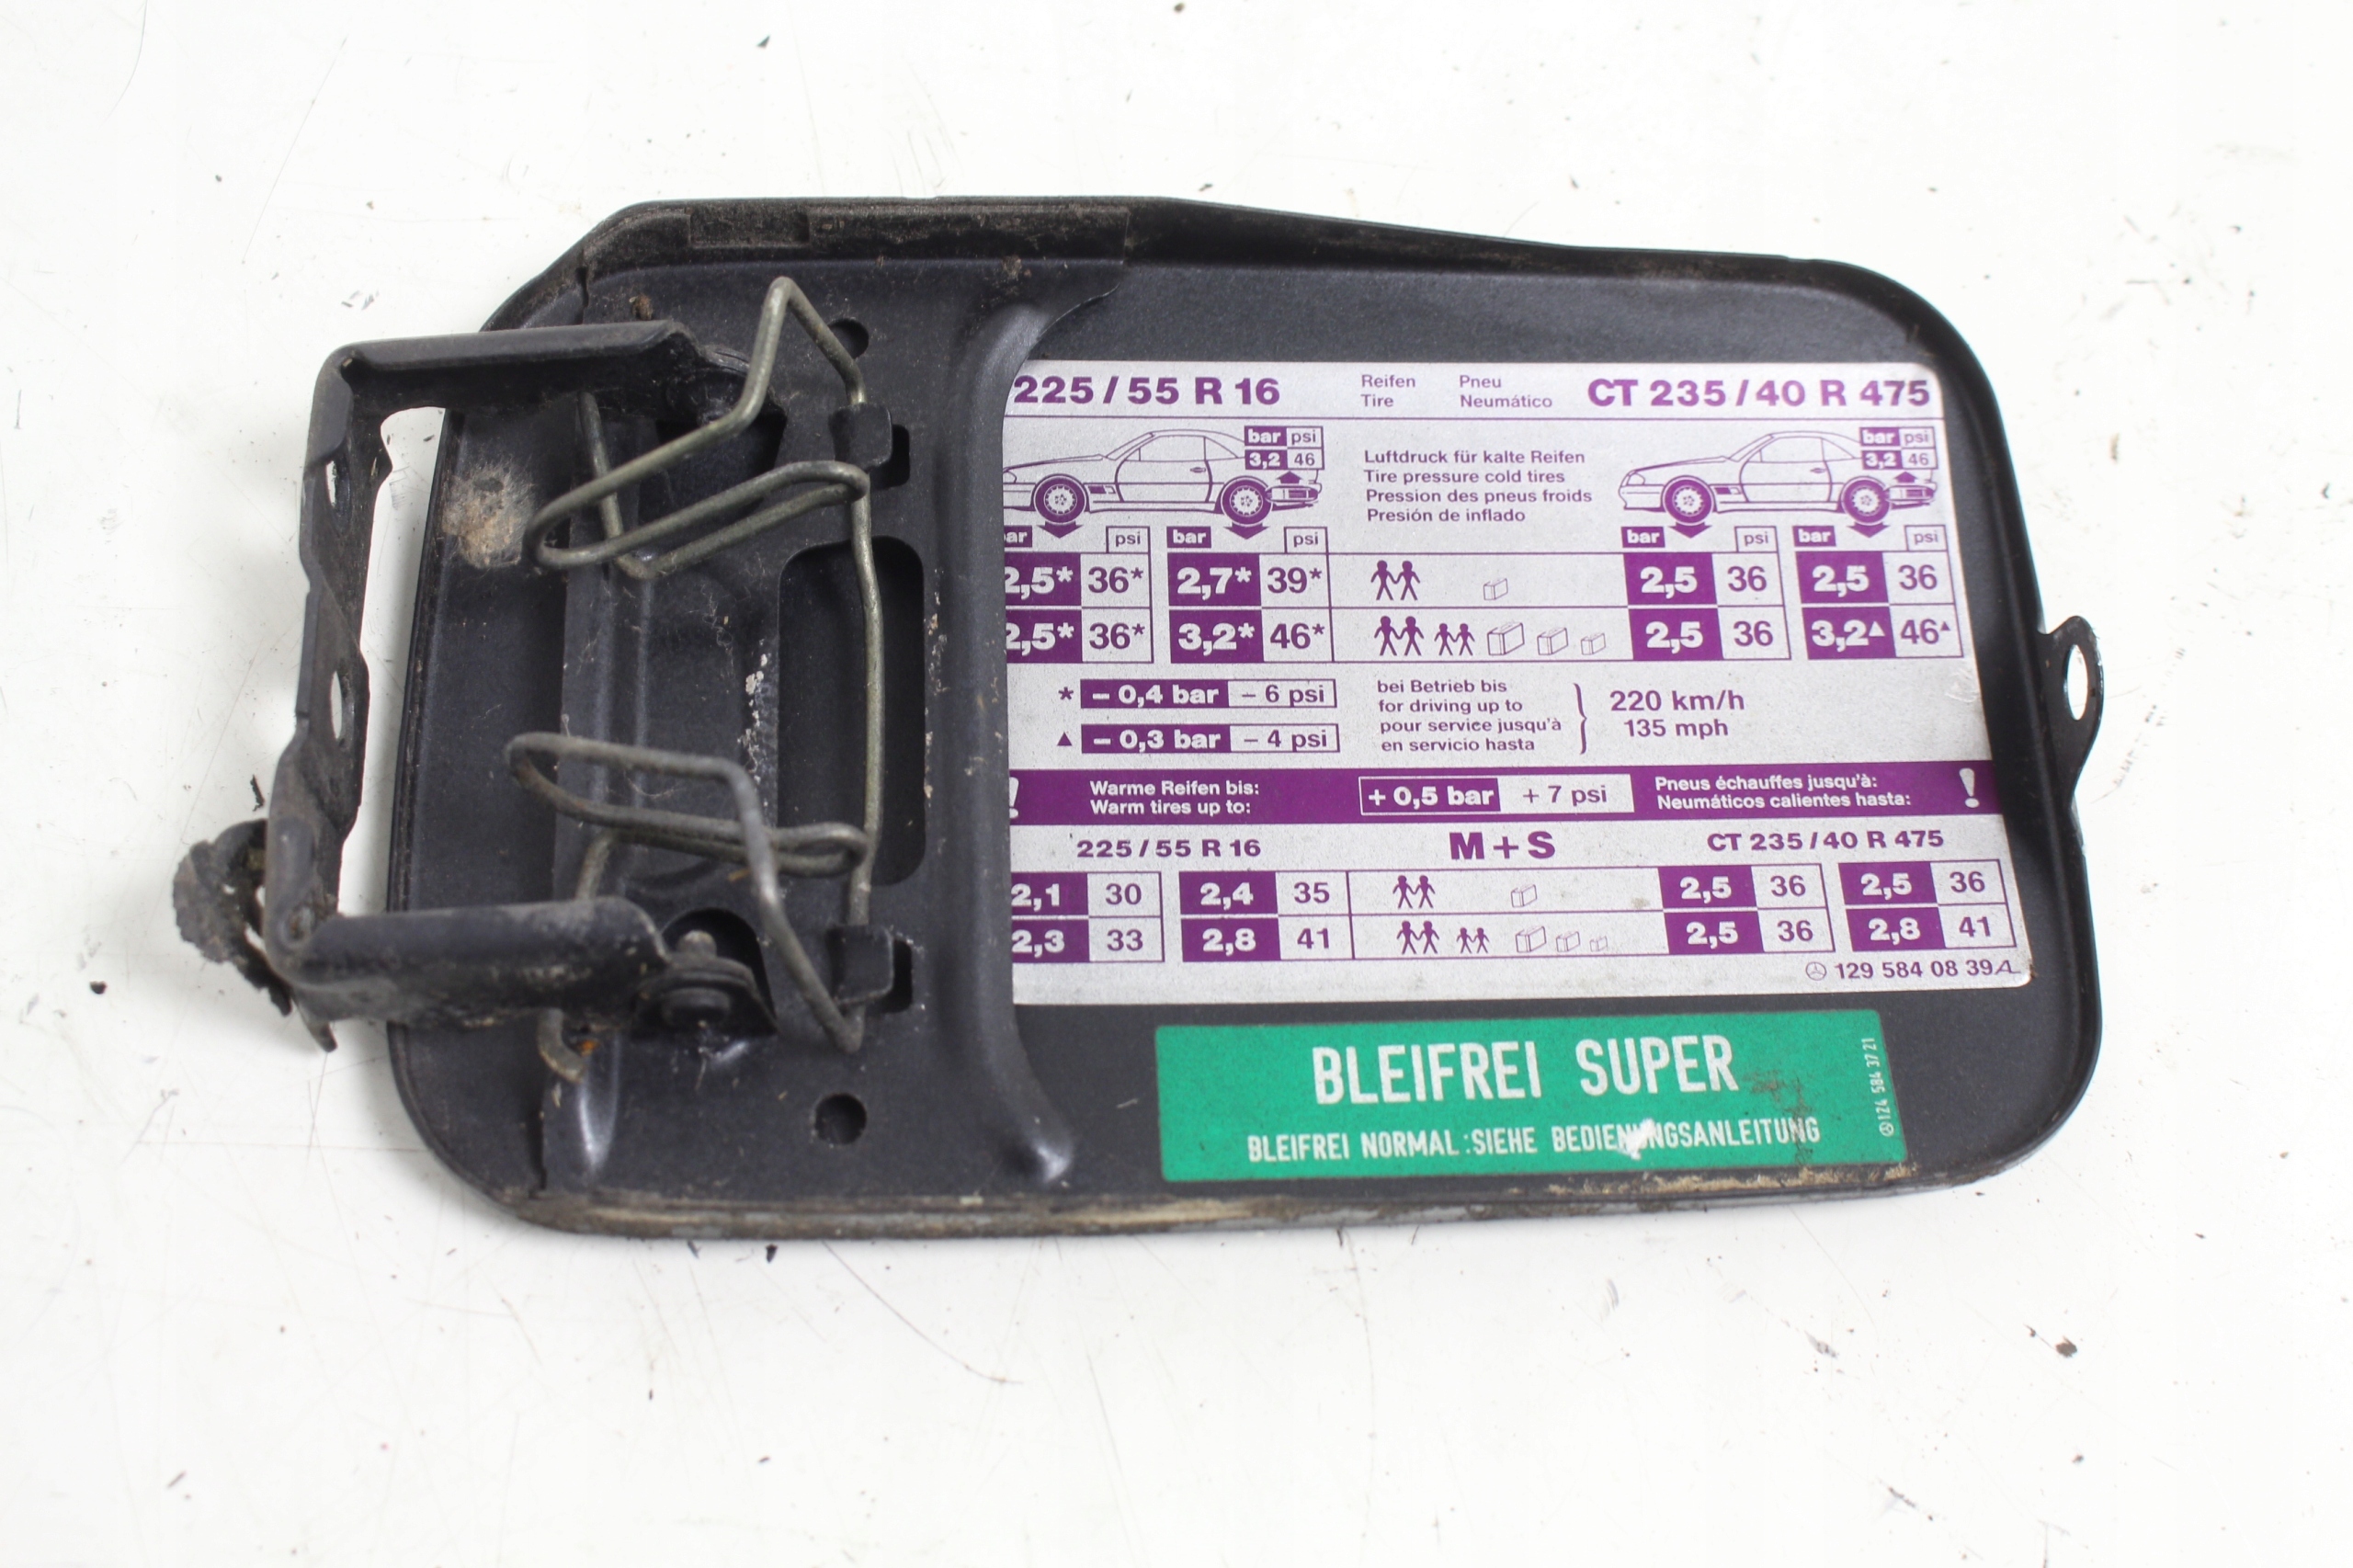 225 / 55 R 16 Reifen Pneu CT 235 / 40 R 475
Tire Neumático
bar psi bar psi
3,2 46 3,2 46
Luftdruck für kalte Reifen
Tire pressure cold tires
Pression des pneus froids
Presión de inflado
bar psi bar psi bar psi bar psi
2,5* 36* 2,7* 39* 2,5 36 2,5 36
2,5* 36* 3,2* 46* 2,5 36 3,2▲ 46▲
* – 0,4 bar – 6 psi
▲ – 0,3 bar – 4 psi
bei Betrieb bis
for driving up to
pour service jusqu'à
en servicio hasta
220 km/h
135 mph
! Warme Reifen bis: + 0,5 bar + 7 psi Pneus échauffes jusqu'à: !
Warm tires up to: Neumáticos calientes hasta:
225 / 55 R 16 M + S CT 235 / 40 R 475
2,1 30 2,4 35 2,5 36 2,5 36
2,3 33 2,8 41 2,5 36 2,8 41
129 584 08 39 A
BLEIFREI SUPER
BLEIFREI NORMAL : SIEHE BEDIENUNGSANLEITUNG
124 584 37 21